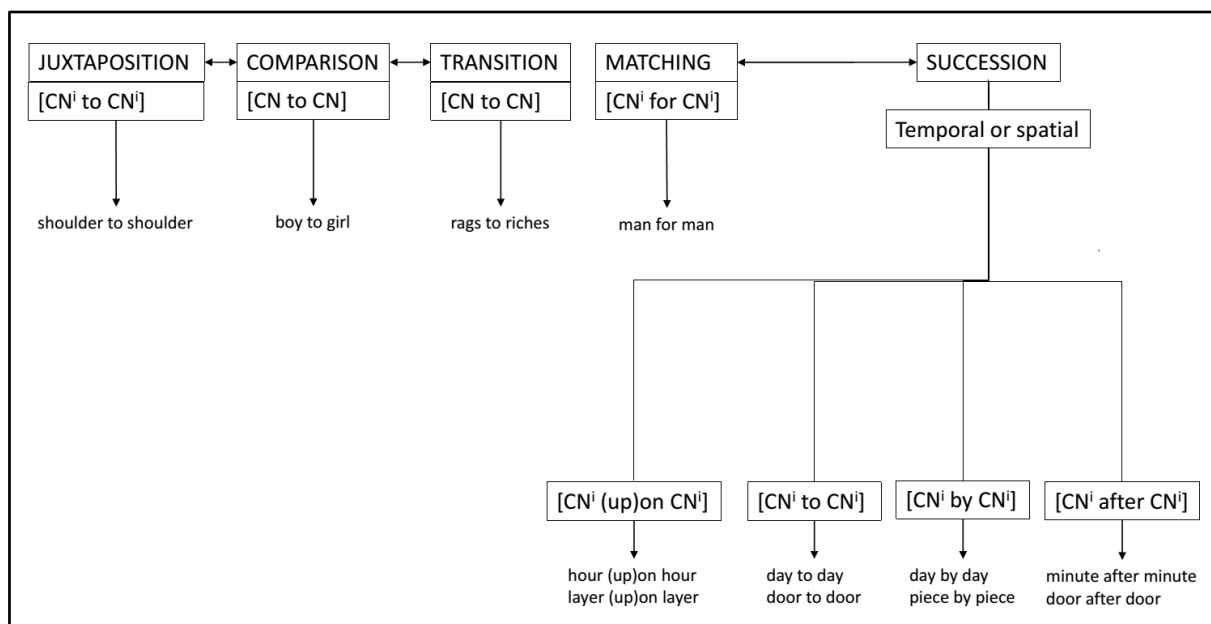 JUXTAPOSITION
[CNⁱ to CNⁱ]
shoulder to shoulder
COMPARISON
[CN to CN]
boy to girl
TRANSITION
[CN to CN]
rags to riches
MATCHING
[CNⁱ for CNⁱ]
man for man
SUCCESSION
Temporal or spatial
[CNⁱ (up)on CNⁱ]
hour (up)on hour
layer (up)on layer
[CNⁱ to CNⁱ]
day to day
door to door
[CNⁱ by CNⁱ]
day by day
piece by piece
[CNⁱ after CNⁱ]
minute after minute
door after door